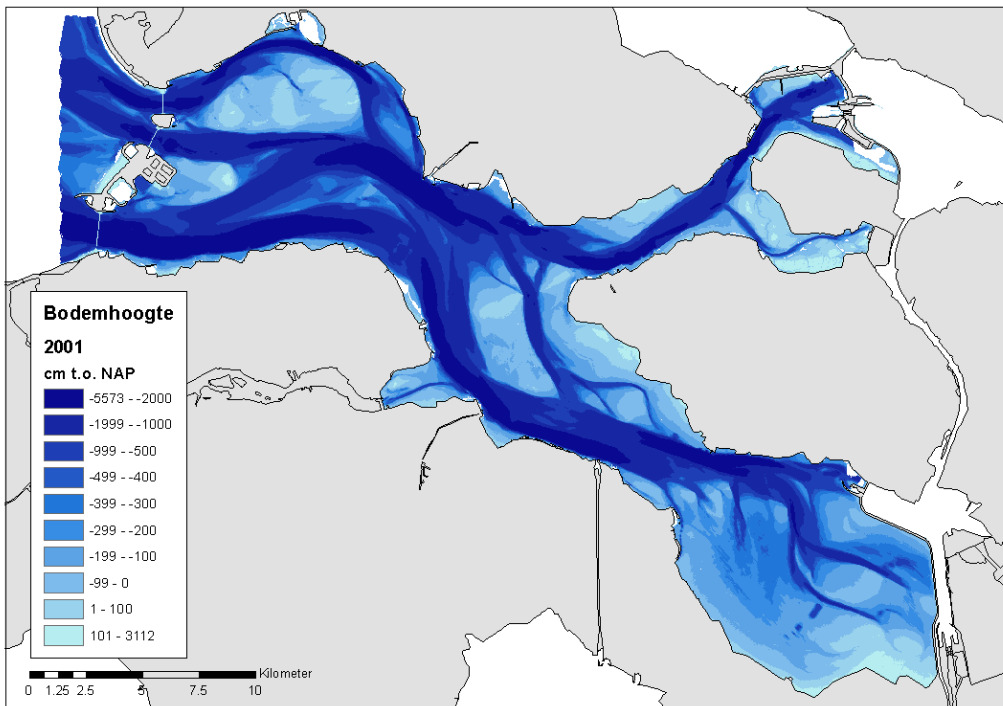 Bodemhoogte
2001
cm t.o. NAP
-5573 - -2000
-1999 - -1000
-999 - -500
-499 - -400
-399 - -300
-299 - -200
-199 - -100
-99 - 0
1 - 100
101 - 3112
Kilometer
0 1.25 2.5 5 7.5 10